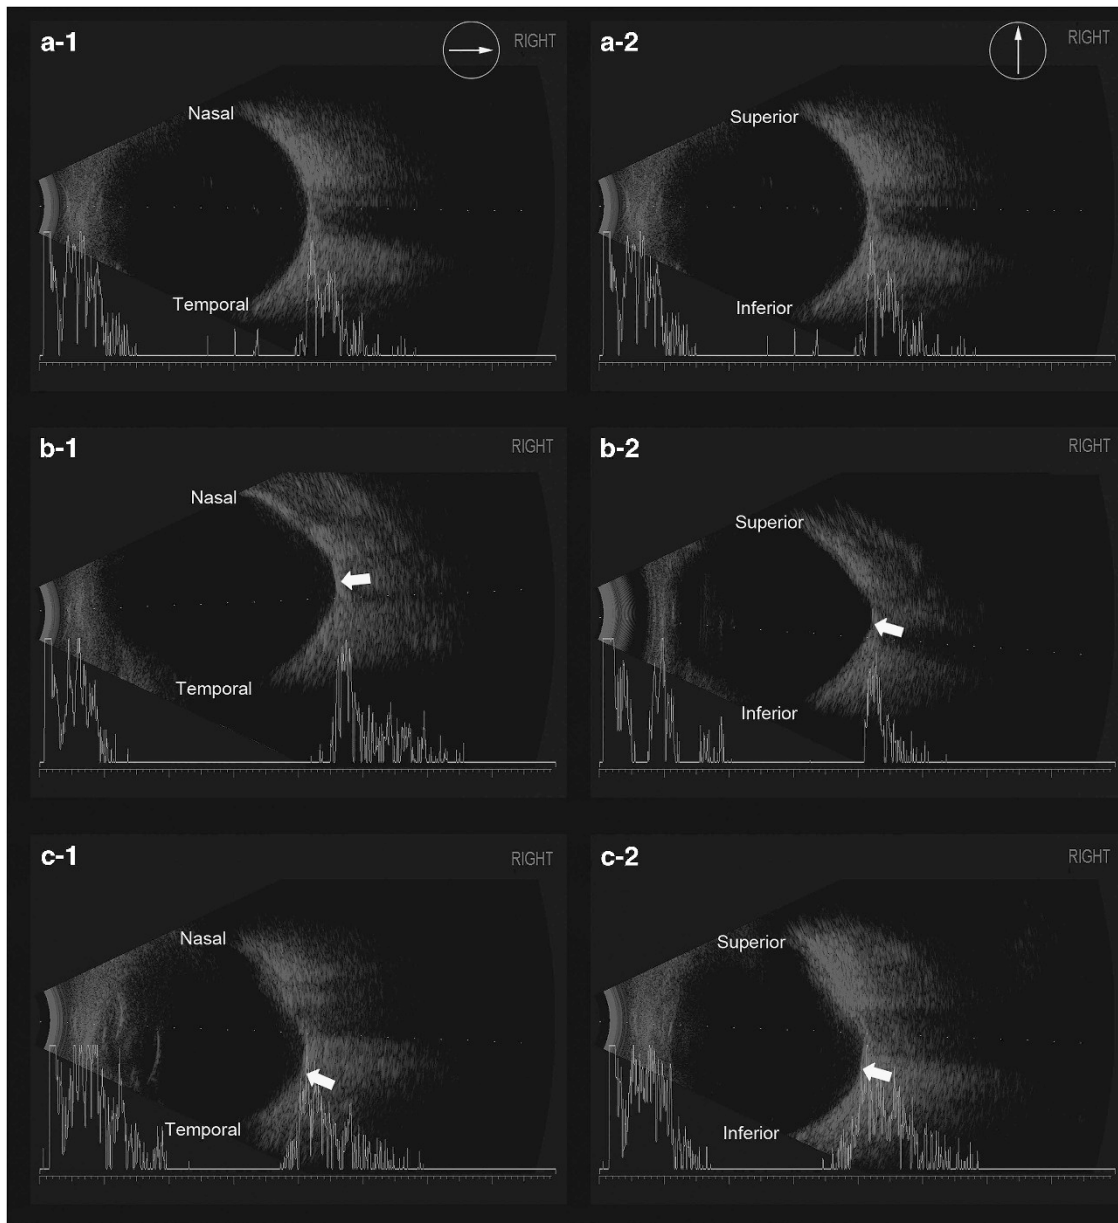 a-1
RIGHT
Nasal
Temporal
a-2
RIGHT
Superior
Inferior
b-1
RIGHT
Nasal
Temporal
b-2
RIGHT
Superior
Inferior
c-1
RIGHT
Nasal
Temporal
c-2
RIGHT
Superior
Inferior